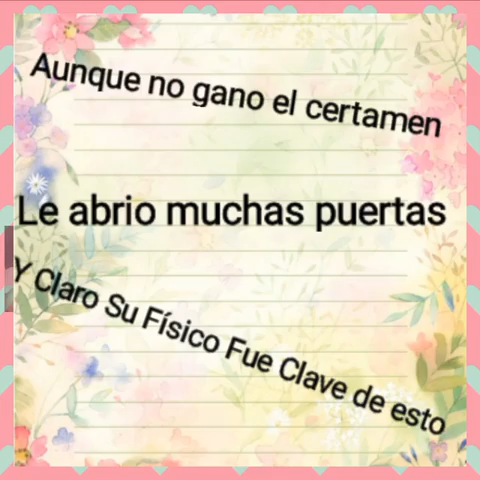 Aunque no gano el certamen
Le abrio muchas puertas
Y Claro Su Físico Fue Clave de esto